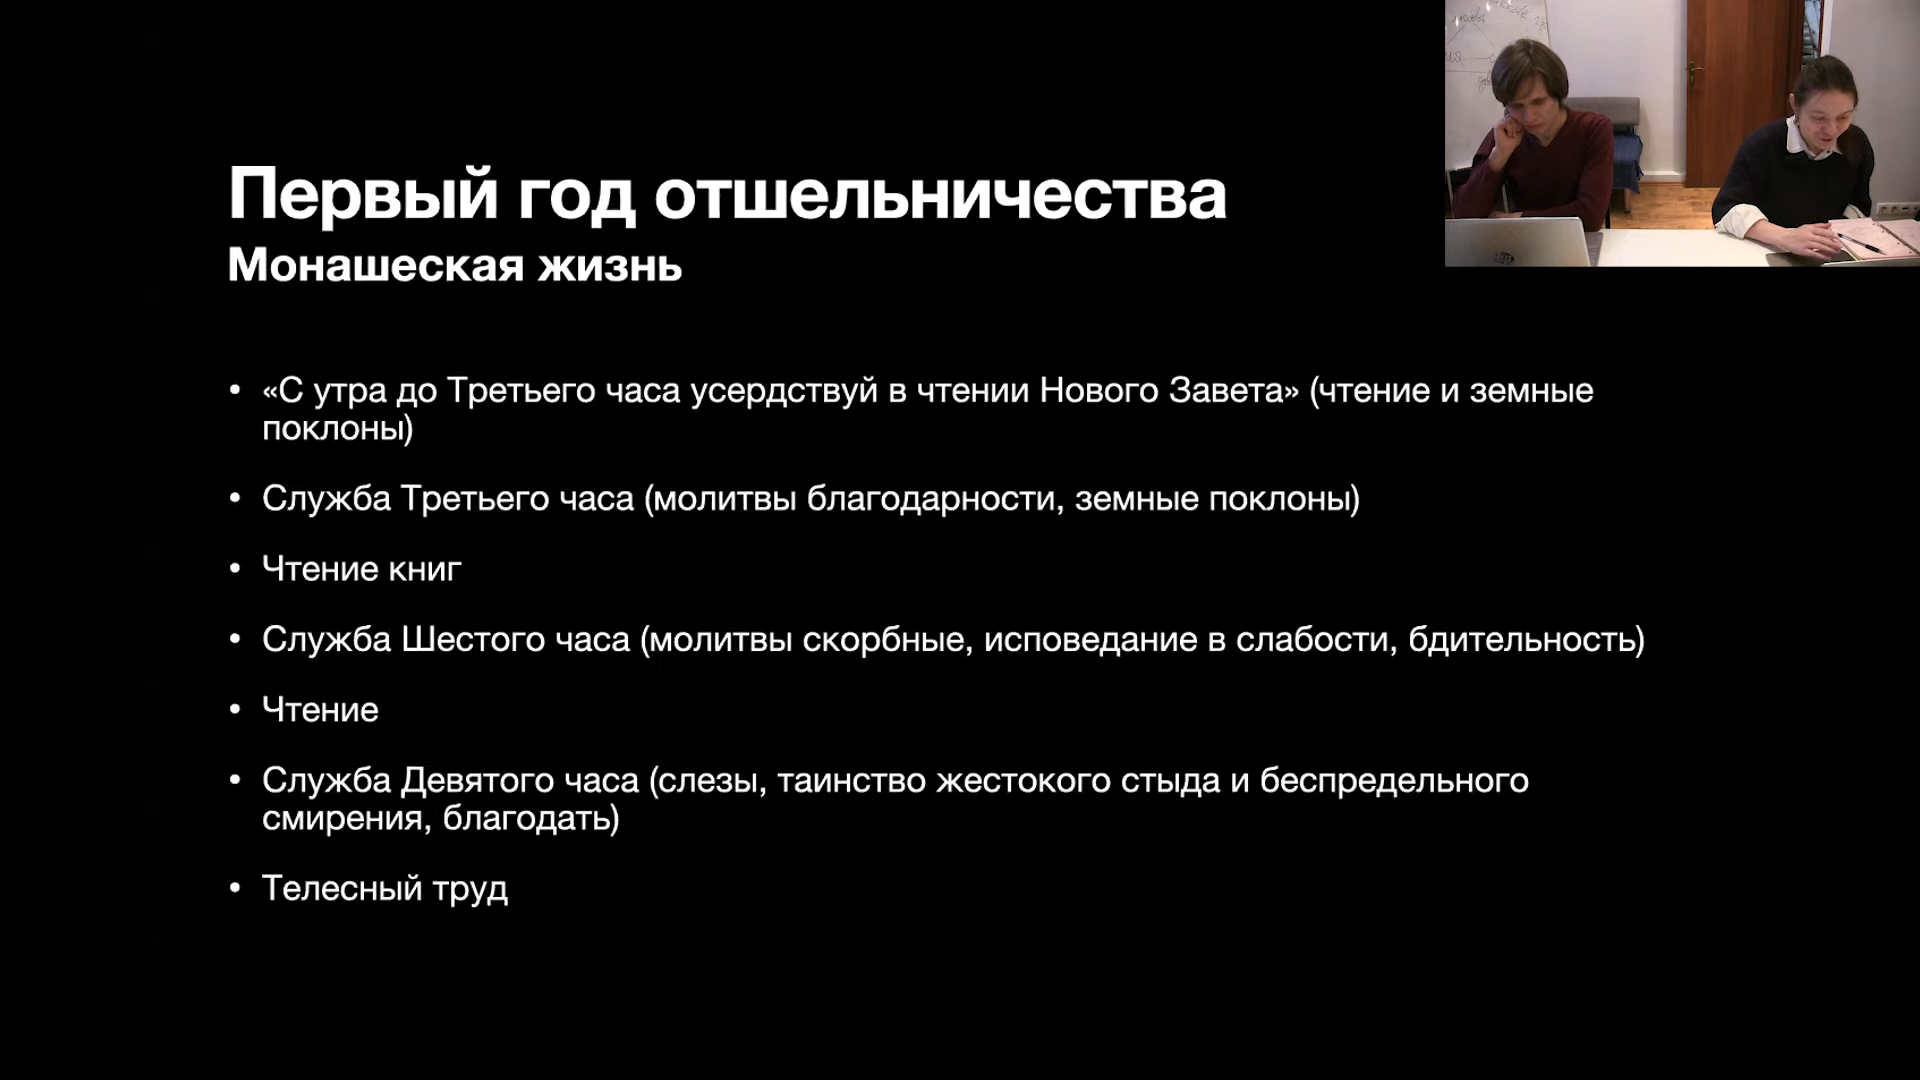 Первый год отшельничества
Монашеская жизнь
• «С утра до Третьего часа усердствуй в чтении Нового Завета» (чтение и земные
поклоны)
• Служба Третьего часа (молитвы благодарности, земные поклоны)
• Чтение книг
• Служба Шестого часа (молитвы скорбные, исповедание в слабости, бдительность)
• Чтение
• Служба Девятого часа (слезы, таинство жестокого стыда и беспредельного
смирения, благодать)
• Телесный труд